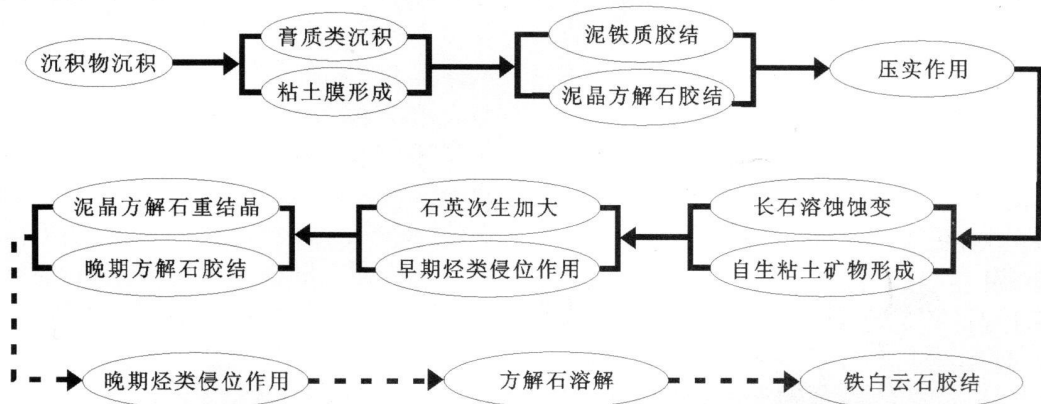 沉积物沉积
膏质类沉积
粘土膜形成
泥铁质胶结
泥晶方解石胶结
压实作用
长石溶蚀蚀变
自生粘土矿物形成
石英次生加大
早期烃类侵位作用
泥晶方解石重结晶
晚期方解石胶结
晚期烃类侵位作用
方解石溶解
铁白云石胶结